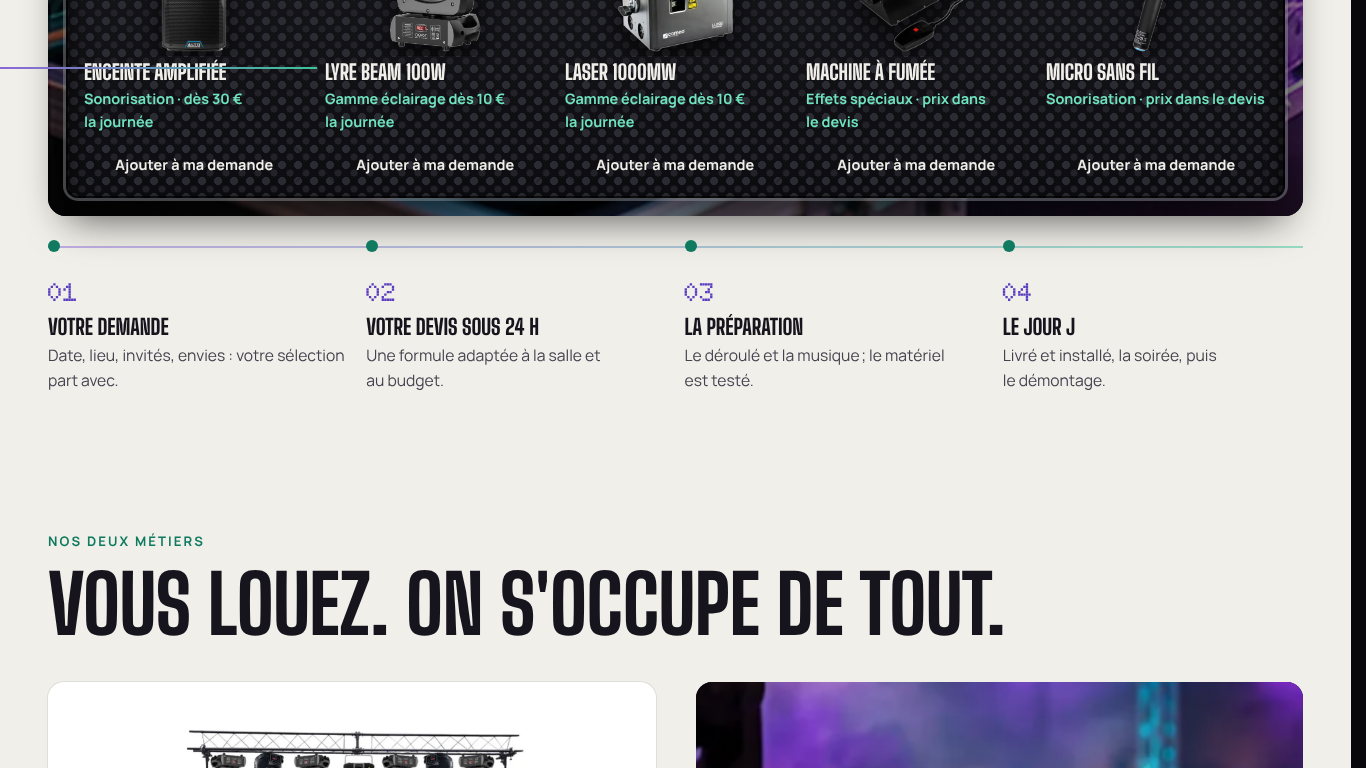 ENCEINTE AMPLIFIÉE
LYRE BEAM 100W
LASER 1000MW
MACHINE À FUMÉE
MICRO SANS FIL
Sonorisation · dès 30 €
la journée
Gamme éclairage dès 10 €
la journée
Gamme éclairage dès 10 €
la journée
Effets spéciaux · prix dans
le devis
Sonorisation · prix dans le devis
Ajouter à ma demande
Ajouter à ma demande
Ajouter à ma demande
Ajouter à ma demande
Ajouter à ma demande
01
VOTRE DEMANDE
Date, lieu, invités, envies : votre sélection
part avec.
02
VOTRE DEVIS SOUS 24 H
Une formule adaptée à la salle et
au budget.
03
LA PRÉPARATION
Le déroulé et la musique ; le matériel
est testé.
04
LE JOUR J
Livré et installé, la soirée, puis
le démontage.
NOS DEUX MÉTIERS
VOUS LOUEZ. ON S'OCCUPE DE TOUT.